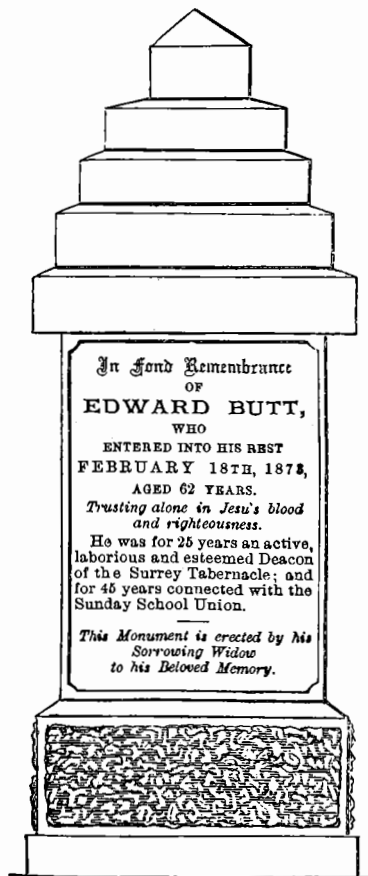 In Fond Remembrance
OF
EDWARD BUTT,
WHO
ENTERED INTO HIS REST
FEBRUARY 18TH, 1873,
AGED 62 YEARS.
Trusting alone in Jesu's blood
and righteousness.
He was for 25 years an active,
laborious and esteemed Deacon
of the Surrey Tabernacle; and
for 45 years connected with the
Sunday School Union.
This Monument is erected by his
Sorrowing Widow
to his Beloved Memory.